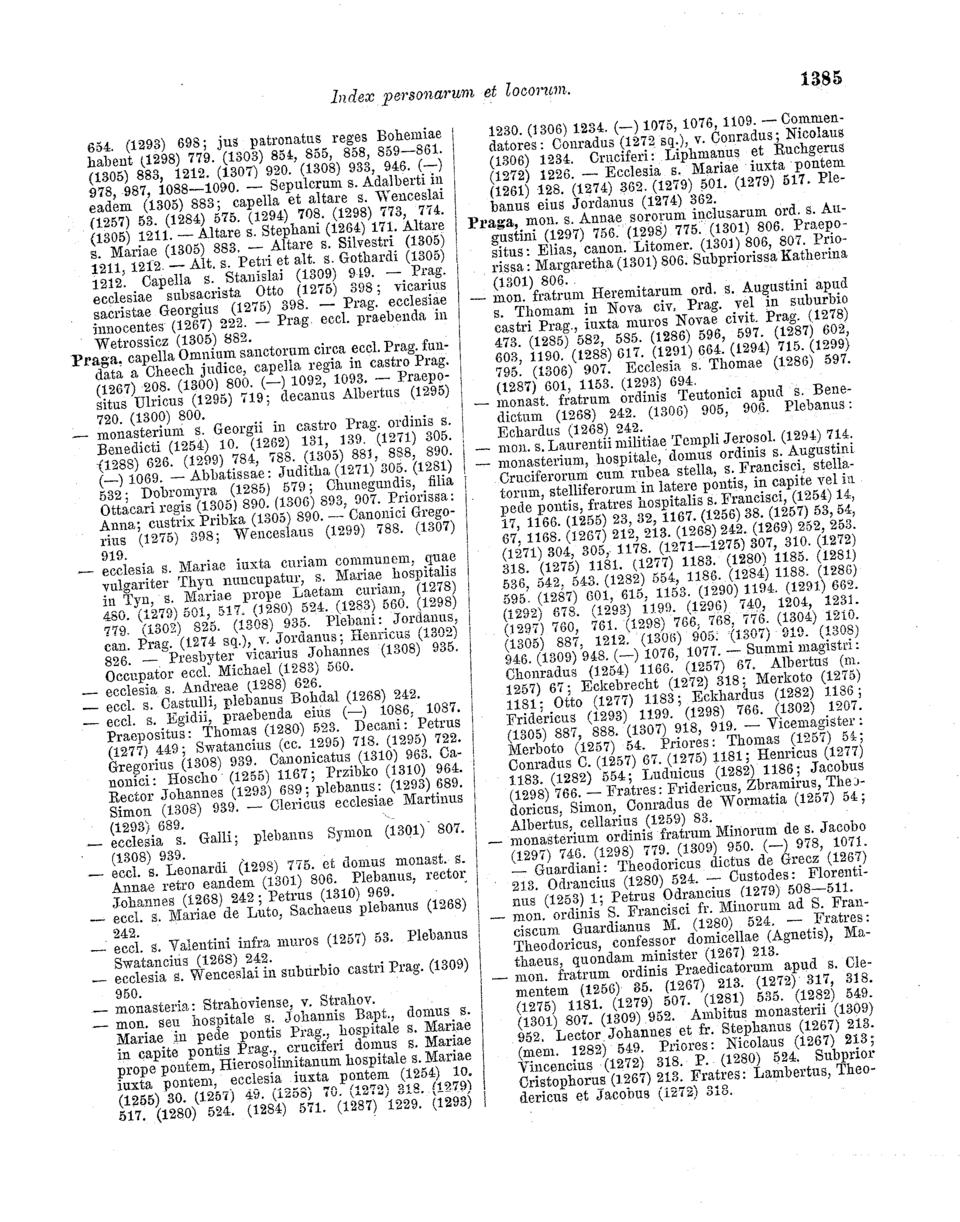 Index personarum et locorum.
1385
654. (1293) 698; jus patronatus reges Bohemiae
habent (1298) 779. (1303) 854, 855, 858, 859—861.
(1305) 883, 1212. (1307) 920. (1308) 933, 946. (—)
978, 987, 1088—1090. — Sepulcrum s. Adalberti in
eadem (1305) 883; capella et altare s. Wenceslai
(1257) 53. (1284) 575. (1294) 708. (1298) 773, 774.
(1305) 1211. — Altare s. Stephani (1264) 171. Altare
s. Mariae (1305) 883. — Altare s. Silvestri (1305)
1211, 1212. — Alt. s. Petri et alt. s. Gothardi (1305)
1212. Capella s. Stanislai (1309) 949. — Prag.
ecclesiae subsacrista Otto (1275) 398; vicarius
sacristae Georgius (1275) 398. — Prag. ecclesiae
innocentes (1267) 222. — Prag. eccl. praebenda in
Wetrossicz (1305) 882.
Praga, capella Omnium sanctorum circa eccl. Prag. fun-
data a Cheech judice, capella regia in castro Prag.
(1267) 208. (1300) 800. (—) 1092, 1093. — Praepo-
situs Ulricus (1295) 719; decanus Albertus (1295)
720. (1300) 800.
— monasterium s. Georgii in castro Prag. ordinis s.
Benedicti (1254) 10. (1262) 131, 139. (1271) 305.
(1288) 626. (1299) 784, 788. (1305) 881, 888, 890.
(—) 1069. — Abbatissae: Juditha (1271) 305. (1281)
532; Dobromyra (1285) 579; Chunegundis, filia
Ottacari regis (1305) 890. (1306) 893, 907. Priorissa:
Anna; custrix Pribka (1305) 890. — Canonici Grego-
rius (1275) 398; Wenceslaus (1299) 788. (1307)
919.
— ecclesia s. Mariae iuxta curiam communem, quae
vulgariter Thyn nuncupatur, s. Mariae hospitalis
in Tyn, s. Mariae prope Laetam curiam, (1278)
480. (1279) 501, 517. (1280) 524. (1283) 560. (1298)
779. (1302) 825. (1308) 935. Plebani: Jordanus,
can. Prag. (1274 sq.), v. Jordanus; Henricus (1302)
826. — Presbyter vicarius Johannes (1308) 935.
Occupator eccl. Michael (1283) 560.
— ecclesia s. Andreae (1288) 626.
— eccl. s. Castulli, plebanus Bohdal (1268) 242.
— eccl. s. Egidii, praebenda eius (—) 1086, 1087.
Praepositus: Thomas (1280) 523. Decani: Petrus
(1277) 449; Swatancius (cc. 1295) 718. (1295) 722.
Gregorius (1308) 939. Canonicatus (1310) 963. Ca-
nonici: Hoscho (1255) 1167; Przibko (1310) 964.
Rector Johannes (1293) 689; plebanus: (1293) 689.
Simon (1308) 939. — Clericus ecclesiae Martinus
(1293) 689.
— ecclesia s. Galli; plebanus Symon (1301) 807.
(1308) 939.
— eccl. s. Leonardi (1298) 775. et domus monast. s.
Annae retro eandem (1301) 806. Plebanus, rector
Johannes (1268) 242; Petrus (1310) 969.
— eccl. s. Mariae de Luto, Sachaeus plebanus (1268)
242.
— eccl. s. Valentini infra muros (1257) 53. Plebanus
Swatancius (1268) 242.
— ecclesia s. Wenceslai in suburbio castri Prag. (1309)
950.
— monasteria: Strahoviense, v. Strahov.
— mon. seu hospitale s. Johannis Bapt., domus s.
Mariae in pede pontis Prag., hospitale s. Mariae
in capite pontis Prag., cruciferi domus s. Mariae
prope pontem, Hierosolimitanum hospitale s. Mariae
iuxta pontem, ecclesia iuxta pontem (1254) 10.
(1255) 30. (1257) 49. (1258) 70. (1272) 318. (1279)
517. (1280) 524. (1284) 571. (1287) 1229. (1293)
1230. (1306) 1234. (—) 1075, 1076, 1109. — Commen-
datores: Conradus (1272 sq.), v. Conradus; Nicolaus
(1306) 1234. Cruciferi: Liphmanus et Ruchgerus
(1272) 1226. — Ecclesia s. Mariae iuxta pontem
(1261) 128. (1274) 362. (1279) 501. (1279) 517. Ple-
banus eius Jordanus (1274) 362.
Praga, mon. s. Annae sororum inclusarum ord. s. Au-
gustini (1297) 756. (1298) 775. (1301) 806. Praepo-
situs: Elias, canon. Litomer. (1301) 806, 807. Prio-
rissa: Margaretha (1301) 806. Subpriorissa Katherina
(1301) 806.
— mon. fratrum Heremitarum ord. s. Augustini apud
s. Thomam in Nova civ. Prag. vel in suburbio
castri Prag., iuxta muros Novae civit. Prag. (1278)
473. (1285) 582, 585. (1286) 596, 597. (1287) 602,
603, 1190. (1288) 617. (1291) 664. (1294) 715. (1299)
795. (1306) 907. Ecclesia s. Thomae (1286) 597.
(1287) 601, 1153. (1293) 694.
— monast. fratrum ordinis Teutonici apud s. Bene-
dictum (1268) 242. (1306) 905, 906. Plebanus:
Echardus (1268) 242.
— mon. s. Laurentii militiae Templi Jerosol. (1294) 714.
— monasterium, hospitale, domus ordinis s. Augustini
Cruciferorum cum rubea stella, s. Francisci, stella-
torum, stelliferorum in latere pontis, in capite vel in
pede pontis, fratres hospitalis s. Francisci, (1254) 14,
17, 1166. (1255) 23, 32, 1167. (1256) 38. (1257) 53, 54,
67, 1168. (1267) 212, 213. (1268) 242. (1269) 252, 253.
(1271) 304, 305, 1178. (1271—1275) 307, 310. (1272)
318. (1275) 1181. (1277) 1183. (1280) 1185. (1281)
536, 542, 543. (1282) 554, 1186. (1284) 1188. (1286)
595. (1287) 601, 615, 1153. (1290) 1194. (1291) 662.
(1292) 678. (1293) 1199. (1296) 740, 1204, 1231.
(1297) 760, 761. (1298) 766, 768, 776. (1304) 1210.
(1305) 887, 1212. (1306) 905. (1307) 919. (1308)
946. (1309) 948. (—) 1076, 1077. — Summi magistri:
Chonradus (1254) 1166. (1257) 67. Albertus (m.
1257) 67; Eckebrecht (1272) 318; Merkoto (1275)
1181; Otto (1277) 1183; Eckhardus (1282) 1186;
Fridericus (1293) 1199. (1298) 766. (1302) 1207.
(1305) 887, 888. (1307) 918, 919. — Vicemagister:
Merboto (1257) 54. Priores: Thomas (1257) 54;
Conradus C. (1257) 67. (1275) 1181; Henricus (1277)
1183. (1282) 554; Ludnicus (1282) 1186; Jacobus
(1298) 766. — Fratres: Fridericus, Zbramirus, Theo-
doricus, Simon, Conradus de Wormatia (1257) 54;
Albertus, cellarius (1259) 83.
— monasterium ordinis fratrum Minorum de s. Jacobo
(1297) 746. (1298) 779. (1309) 950. (—) 978, 1071.
— Guardiani: Theodoricus dictus de Grecz (1267)
213. Odrancius (1280) 524. — Custodes: Florenti-
nus (1253) 1; Petrus Odrancius (1279) 508—511.
— mon. ordinis S. Francisci fr. Minorum ad S. Fran-
ciscum Guardianus M. (1280) 524. — Fratres:
Theodoricus, confessor domicellae (Agnetis), Ma-
thaeus, quondam minister (1267) 213.
— mon. fratrum ordinis Praedicatorum apud s. Cle-
mentem (1256) 35. (1267) 213. (1272) 317, 318.
(1275) 1181. (1279) 507. (1281) 535. (1282) 549.
(1301) 807. (1309) 952. Ambitus monasterii (1309)
952. Lector Johannes et fr. Stephanus (1267) 213.
(mem. 1282) 549. Priores: Nicolaus (1267) 213;
Vincencius (1272) 318. P. (1280) 524. Subprior
Cristophorus (1267) 213. Fratres: Lambertus, Theo-
dericus et Jacobus (1272) 318.